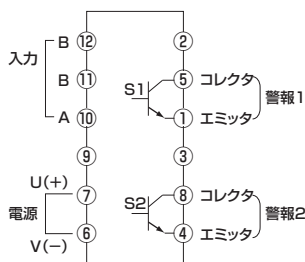 B ⑫ ②
入力
B ⑪ ⑤ コレクタ
S1 警報1
A ⑩ ① エミッタ
⑨ ③
U(+)
⑦ ⑧ コレクタ
電源 S2 警報2
⑥ ④ エミッタ
V(−)